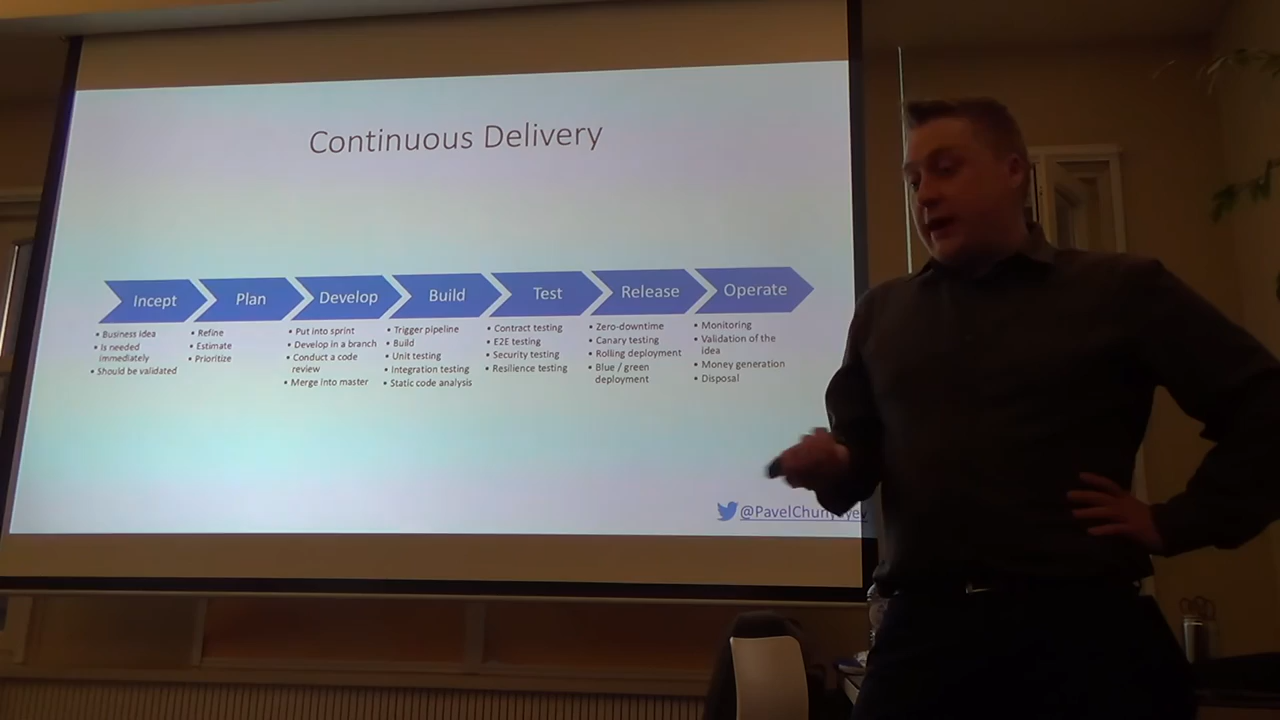 Continuous Delivery
Incept
Plan
Develop
Build
Test
Release
Operate
• Business idea
• Is needed
immediately
• Should be validated
• Refine
• Estimate
• Prioritize
• Put into sprint
• Develop in a branch
• Conduct a code
review
• Merge into master
• Trigger pipeline
• Build
• Unit testing
• Integration testing
• Static code analysis
• Contract testing
• E2E testing
• Security testing
• Resilience testing
• Zero-downtime
• Canary testing
• Rolling deployment
• Blue / green
deployment
• Monitoring
• Validation of the
idea
• Money generation
• Disposal